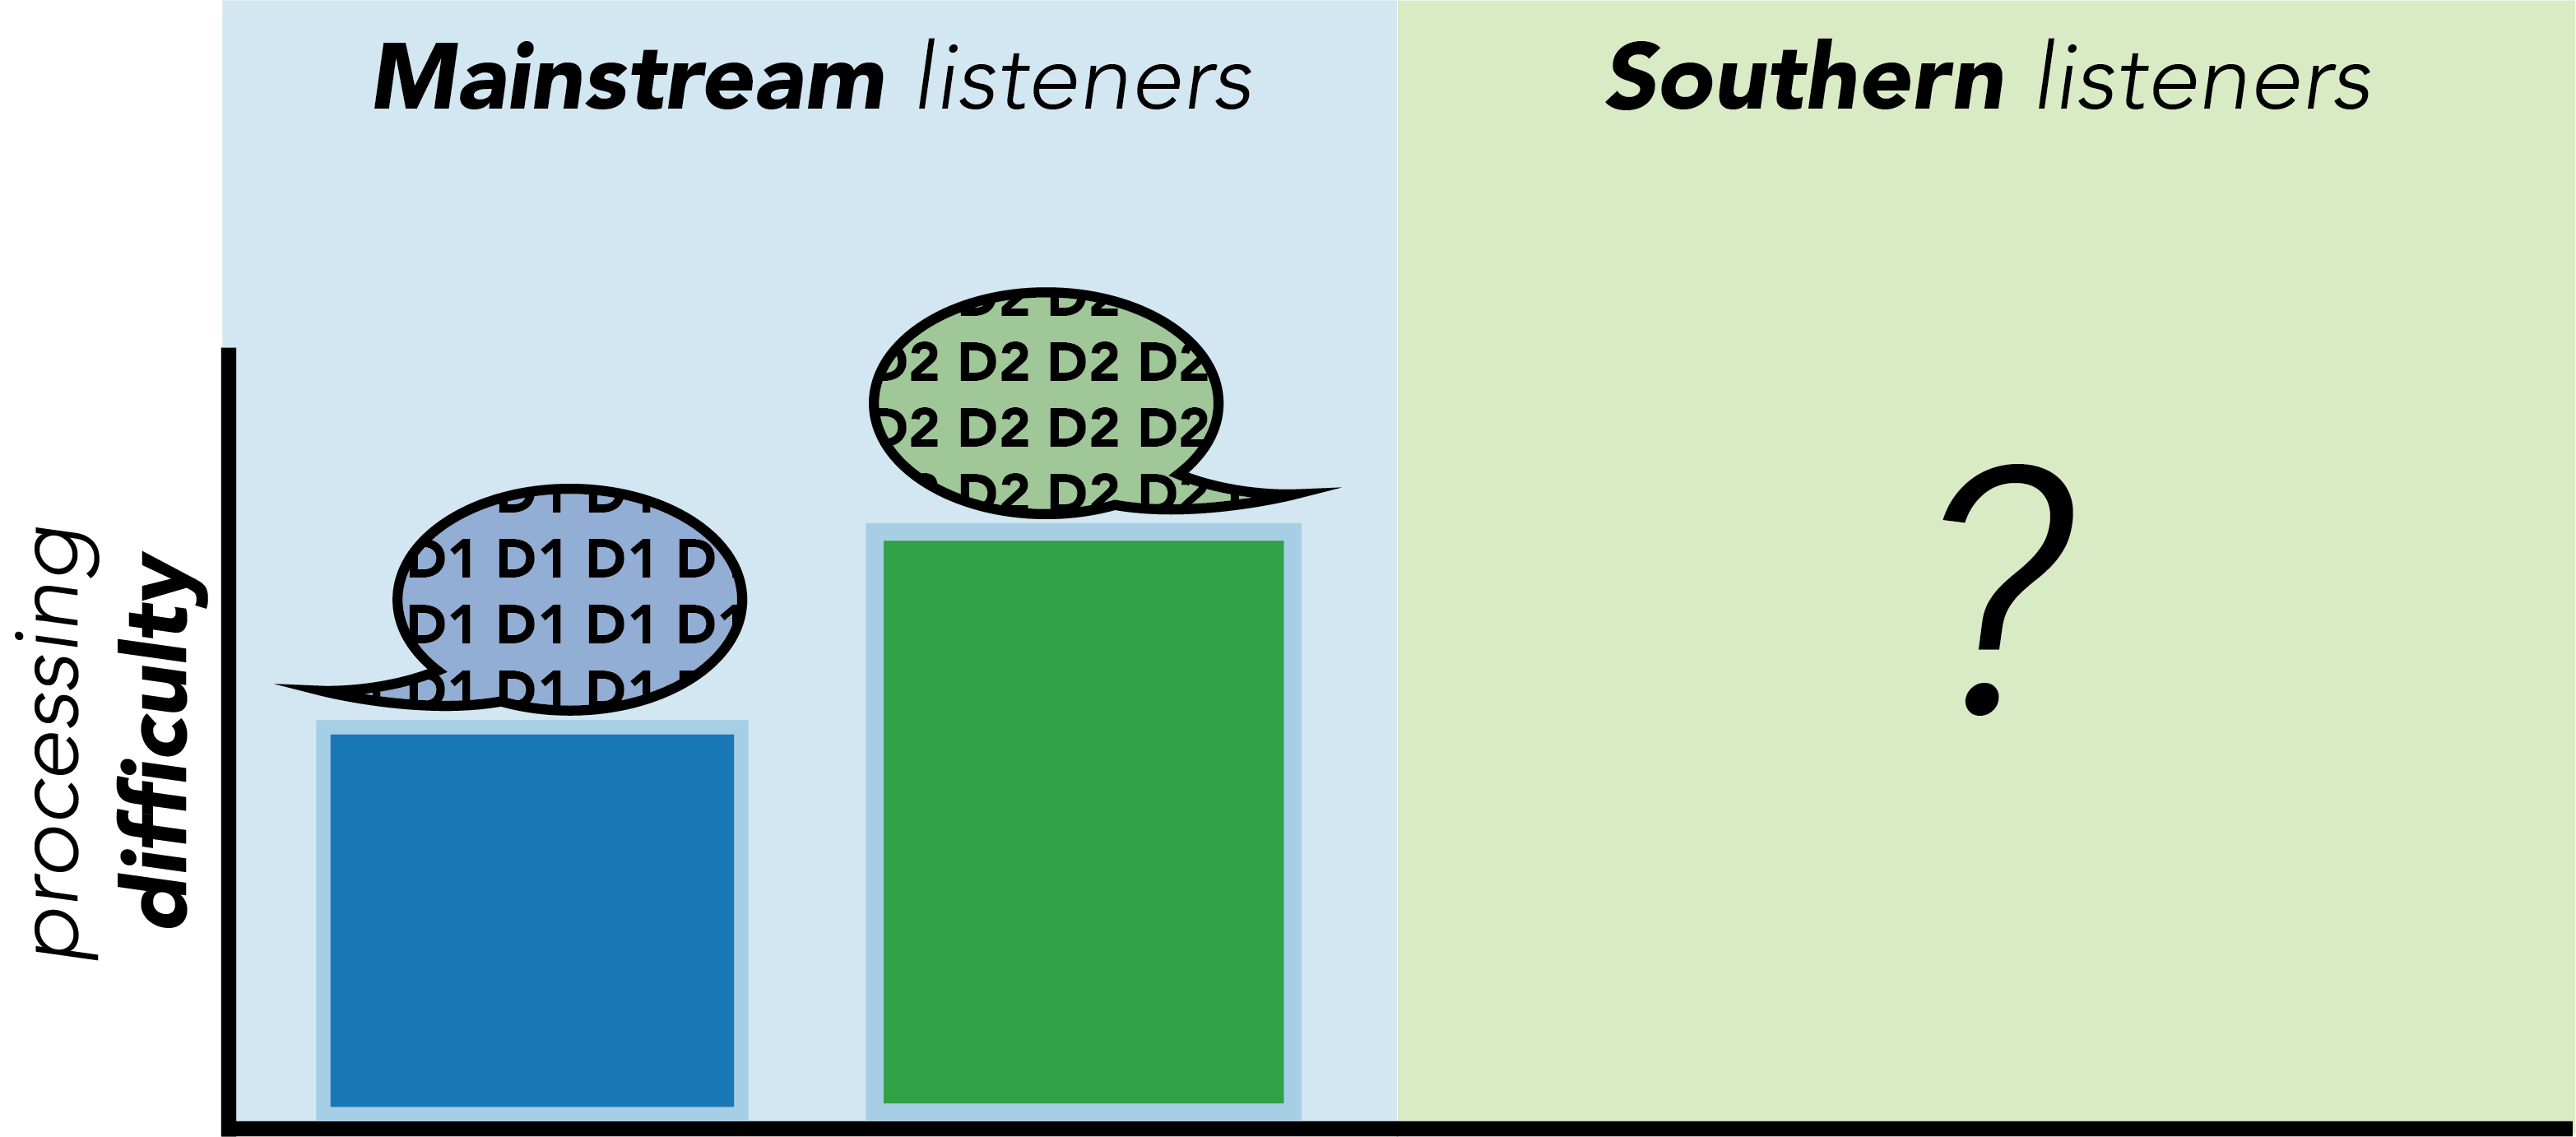 Mainstream listeners
Southern listeners
D2 D2
D2 D2 D2 D2
D2 D2 D2 D2
D2 D2 D2
D1 D1
D1 D1 D1 D
D1 D1 D1 D1
D1 D1 D1
?
processing
difficulty